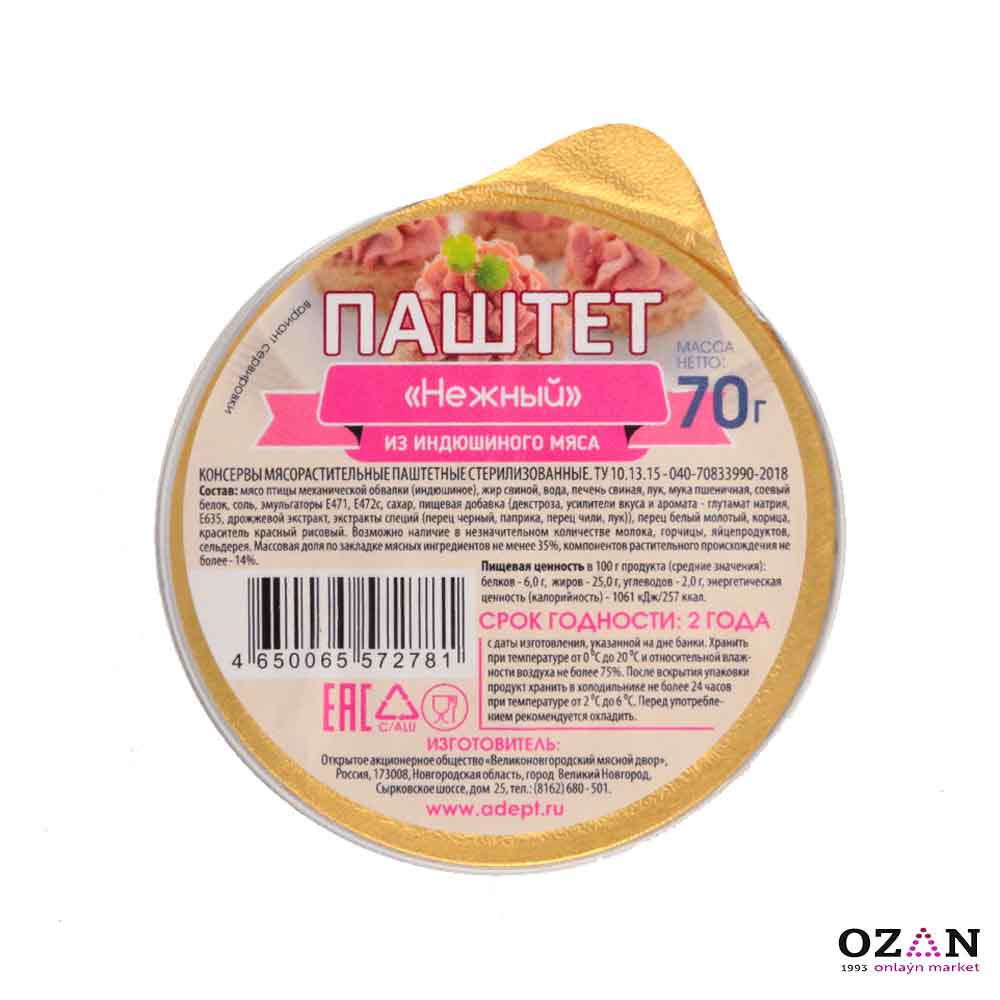 ПАШТЕТ
«Нежный»
ИЗ ИНДЮШИНОГО МЯСА
МАССА
НЕТТО:
70 г
вариант сервировки
КОНСЕРВЫ МЯСОРАСТИТЕЛЬНЫЕ ПАШТЕТНЫЕ СТЕРИЛИЗОВАННЫЕ. ТУ 10.13.15 - 040-70833990-2018
Состав: мясо птицы механической обвалки (индюшиное), жир свиной, вода, печень свиная, лук, мука пшеничная, соевый
белок, соль, эмульгаторы Е471, Е472с, сахар, пищевая добавка (декстроза, усилители вкуса и аромата - глутамат натрия,
Е635, дрожжевой экстракт, экстракты специй (перец черный, паприка, перец чили, лук)), перец белый молотый, корица,
краситель красный рисовый. Возможно наличие в незначительном количестве молока, горчицы, яйцепродуктов,
сельдерея. Массовая доля по закладке мясных ингредиентов не менее 35%, компонентов растительного происхождения не
более - 14%.
Пищевая ценность в 100 г продукта (средние значения):
белков - 6,0 г, жиров - 25,0 г, углеводов - 2,0 г, энергетическая
ценность (калорийность) - 1061 кДж/257 ккал.
СРОК ГОДНОСТИ: 2 ГОДА
с даты изготовления, указанной на дне банки. Хранить
при температуре от 0 °С до 20 °С и относительной влаж-
ности воздуха не более 75%. После вскрытия упаковки
продукт хранить в холодильнике не более 24 часов
при температуре от 2 °С до 6 °С. Перед употребле-
нием рекомендуется охладить.
4 650065 572781
EAC
C/ALU
ИЗГОТОВИТЕЛЬ:
Открытое акционерное общество «Великоновгородский мясной двор»,
Россия, 173008, Новгородская область, город Великий Новгород,
Сырковское шоссе, дом 25, тел.: (8162) 680 - 501.
www.adept.ru
OZAN
1993 onlaýn market